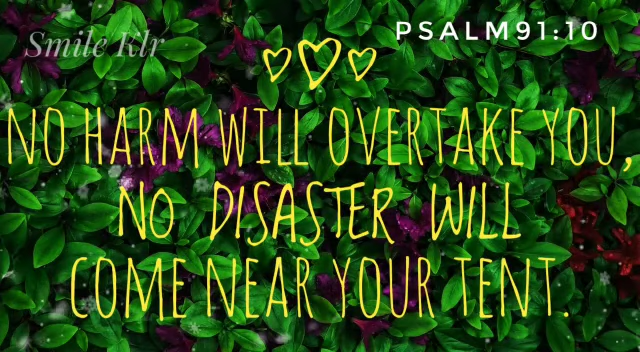 PSALM91:10
Smile Klr
NO HARM WILL OVERTAKE YOU,
NO DISASTER WILL
COME NEAR YOUR TENT.